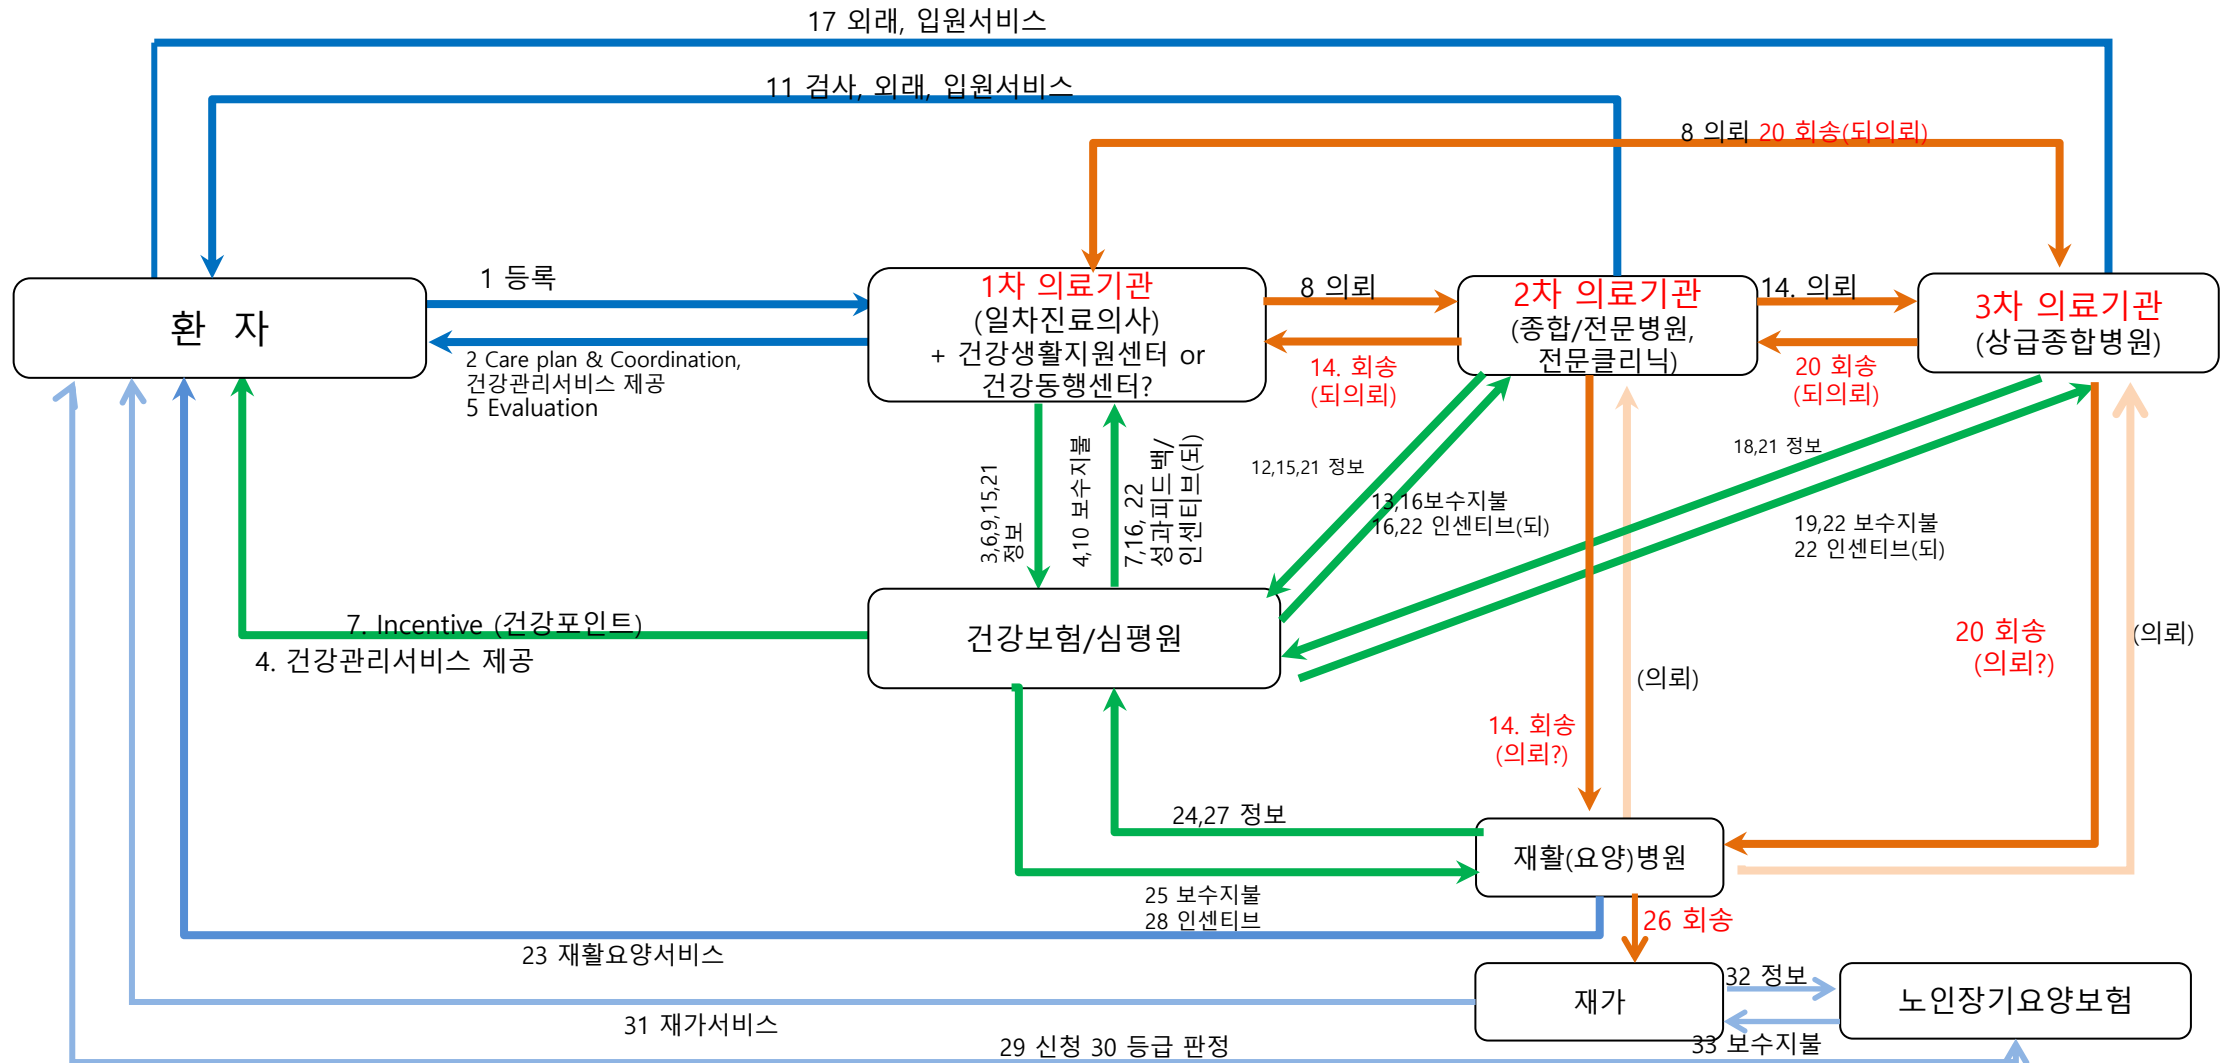 17 외래, 입원서비스
11 검사, 외래, 입원서비스
8 의뢰 20 회송(되의뢰)
환 자
1 등록
2 Care plan & Coordination,
건강관리서비스 제공
5 Evaluation
1차 의료기관
(일차진료의사)
+ 건강생활지원센터 or
건강동행센터?
8 의뢰
14. 회송
(되의뢰)
2차 의료기관
(종합/전문병원,
전문클리닉)
14. 의뢰
20 회송
(되의뢰)
3차 의료기관
(상급종합병원)
3,6,9,15,21
정보
4,10 보수지불
7,16, 22
성과피드백/
인센티브(되)
12,15,21 정보
13,16보수지불
16,22 인센티브(되)
18,21 정보
19,22 보수지불
22 인센티브(되)
7. Incentive (건강포인트)
4. 건강관리서비스 제공
건강보험/심평원
(의뢰)
14. 회송
(의뢰?)
20 회송
(의뢰?)
(의뢰)
24,27 정보
재활(요양)병원
25 보수지불
28 인센티브
26 회송
23 재활요양서비스
재가
32 정보
33 보수지불
노인장기요양보험
31 재가서비스
29 신청 30 등급 판정